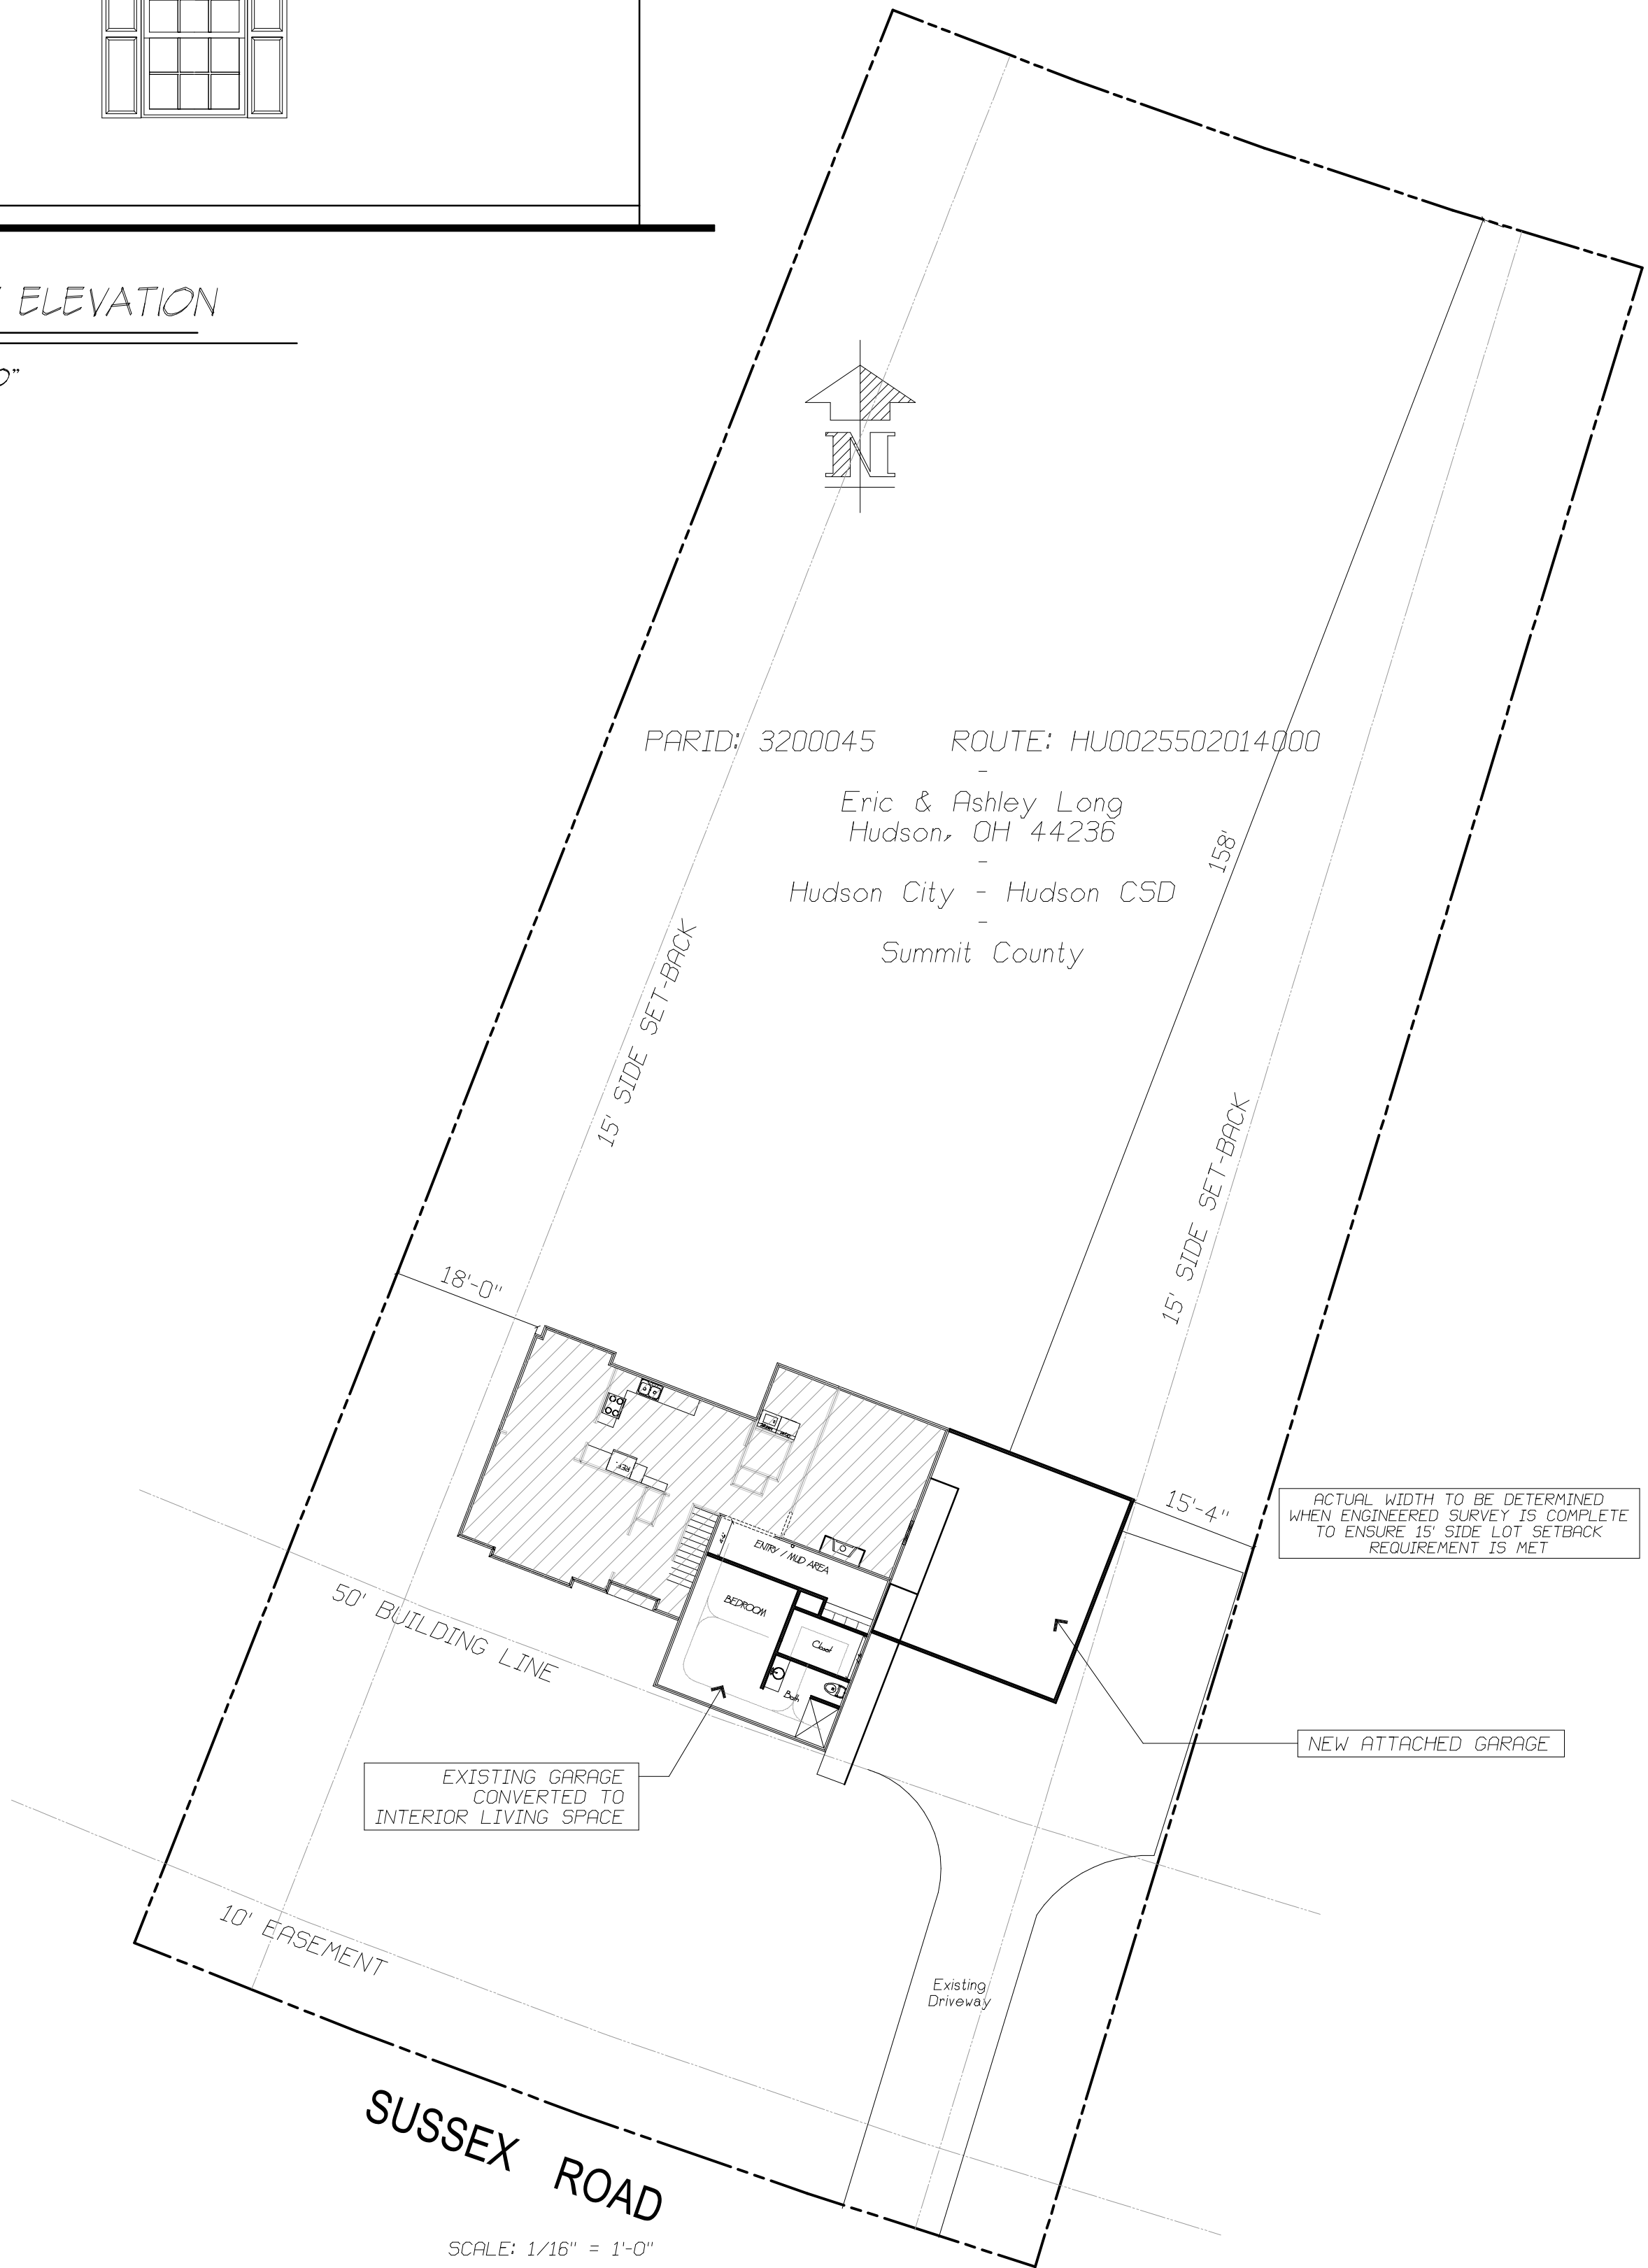 ELEVATION
0"
N
PARID: 3200045 ROUTE: HU0025502014000
-
Eric & Ashley Long
Hudson, OH 44236
-
Hudson City - Hudson CSD
-
Summit County
158'
15' SIDE SET-BACK
15' SIDE SET-BACK
18'-0"
15'-4"
ACTUAL WIDTH TO BE DETERMINED
WHEN ENGINEERED SURVEY IS COMPLETE
TO ENSURE 15' SIDE LOT SETBACK
REQUIREMENT IS MET
REF.
ENTRY / MUD AREA
BEDROOM
Closet
Bath
50' BUILDING LINE
NEW ATTACHED GARAGE
EXISTING GARAGE
CONVERTED TO
INTERIOR LIVING SPACE
10' EASEMENT
Existing
Driveway
SUSSEX ROAD
SCALE: 1/16" = 1'-0"